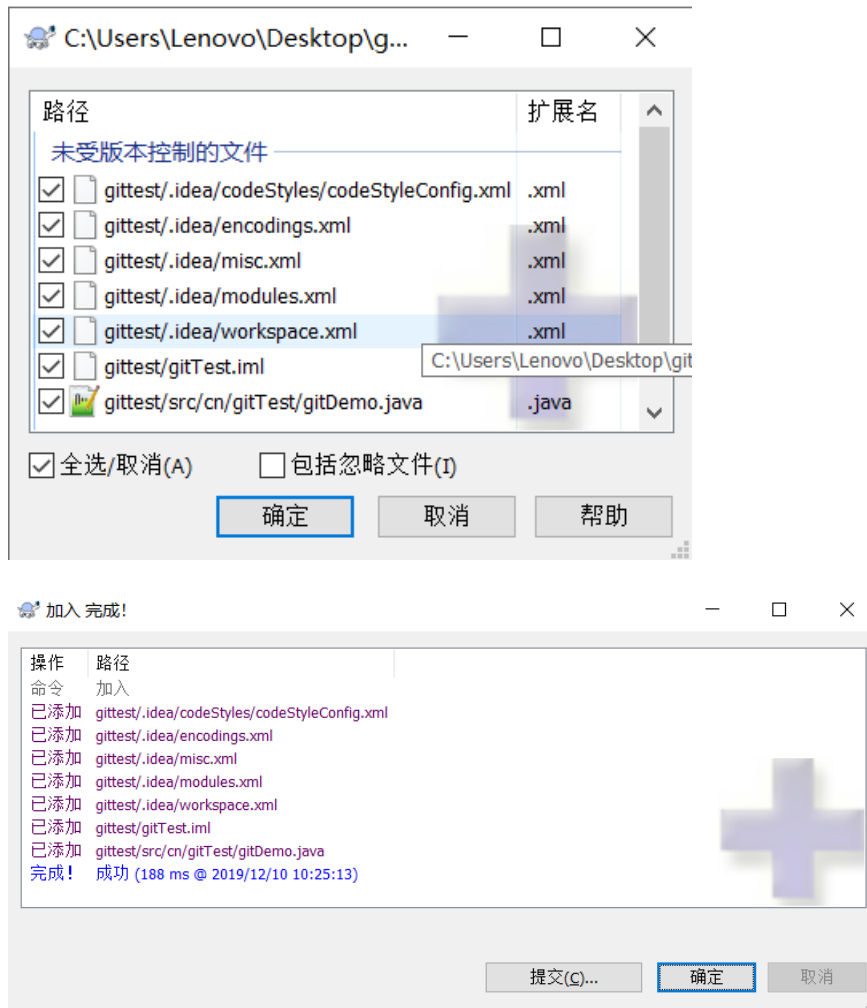 C:\Users\Lenovo\Desktop\g...
路径 扩展名
未受版本控制的文件
gittest/.idea/codeStyles/codeStyleConfig.xml .xml
gittest/.idea/encodings.xml .xml
gittest/.idea/misc.xml .xml
gittest/.idea/modules.xml .xml
gittest/.idea/workspace.xml .xml
C:\Users\Lenovo\Desktop\git
gittest/gitTest.iml
gittest/src/cn/gitTest/gitDemo.java .java
全选/取消(A) 包括忽略文件(I)
确定 取消 帮助
加入 完成!
操作 路径
命令 加入
已添加 gittest/.idea/codeStyles/codeStyleConfig.xml
已添加 gittest/.idea/encodings.xml
已添加 gittest/.idea/misc.xml
已添加 gittest/.idea/modules.xml
已添加 gittest/.idea/workspace.xml
已添加 gittest/gitTest.iml
已添加 gittest/src/cn/gitTest/gitDemo.java
完成! 成功 (188 ms @ 2019/12/10 10:25:13)
提交(C)... 确定 取消